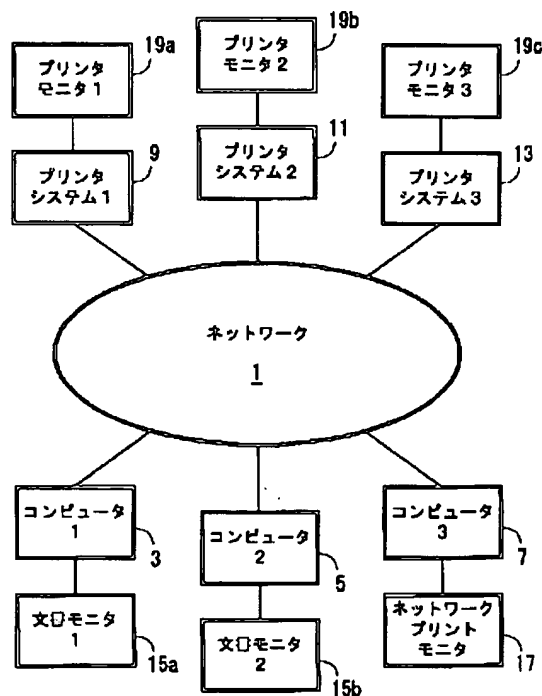 19a
プリンタ
モニタ1
19b
プリンタ
モニタ2
19c
プリンタ
モニタ3
9
プリンタ
システム1
11
プリンタ
システム2
13
プリンタ
システム3
ネットワーク
1
コンピュータ
1
3
コンピュータ
2
5
コンピュータ
3
7
モニタ
1
15a
モニタ
2
15b
ネットワーク
プリント
モニタ
17